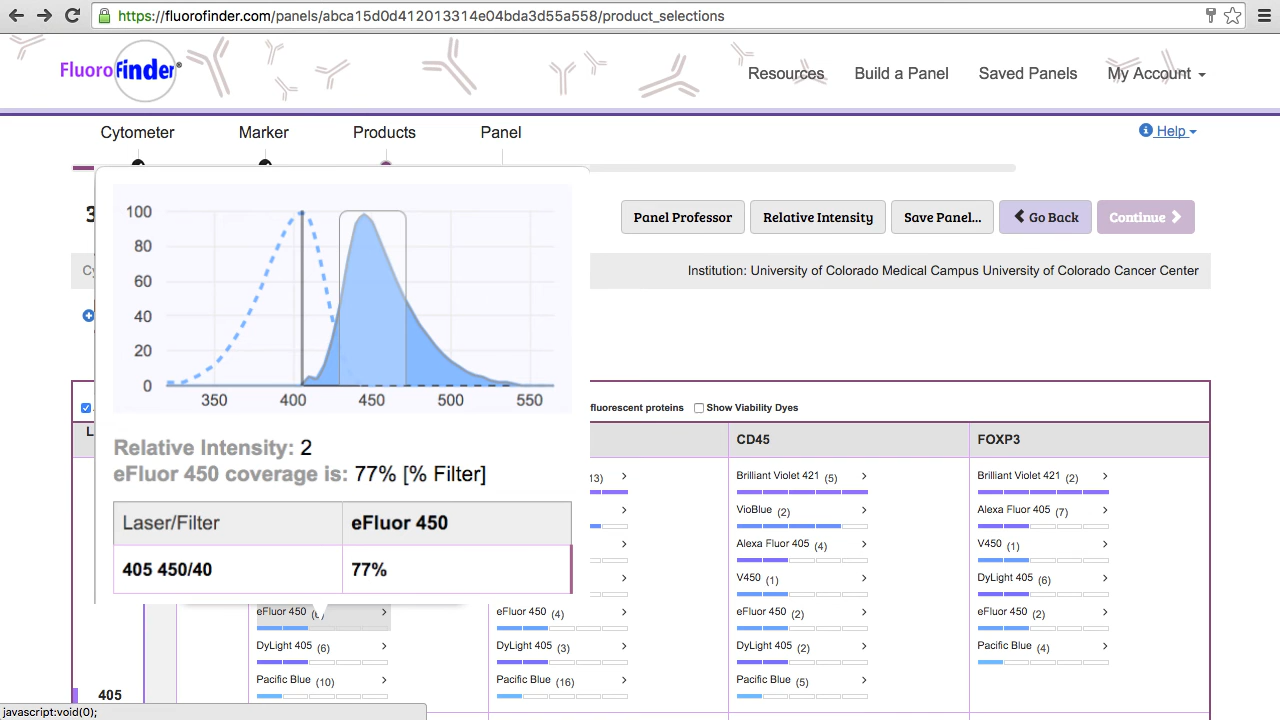 https://fluorofinder.com/panels/abca15d0d412013314e04bda3d55a558/product_selections
FluoroFinder®
Resources Build a Panel Saved Panels My Account
Cytometer Marker Products Panel Help
3
Panel Professor Relative Intensity Save Panel... Go Back Continue
Cy
Institution: University of Colorado Medical Campus University of Colorado Cancer Center
100
80
60
40
20
0
350 400 450 500 550
fluorescent proteins Show Viability Dyes
Relative Intensity: 2
eFluor 450 coverage is: 77% [% Filter]
Laser/Filter eFluor 450
405 450/40 77%
L
CD45 FOXP3
13) Brilliant Violet 421 (5) Brilliant Violet 421 (2)
VioBlue (2) Alexa Fluor 405 (7)
Alexa Fluor 405 (4) V450 (1)
V450 (1) DyLight 405 (6)
eFluor 450 eFluor 450 (4) eFluor 450 (2) eFluor 450 (2)
DyLight 405 (6) DyLight 405 (3) DyLight 405 (2) Pacific Blue (4)
Pacific Blue (10) Pacific Blue (16) Pacific Blue (5)
405
javascript:void(0);